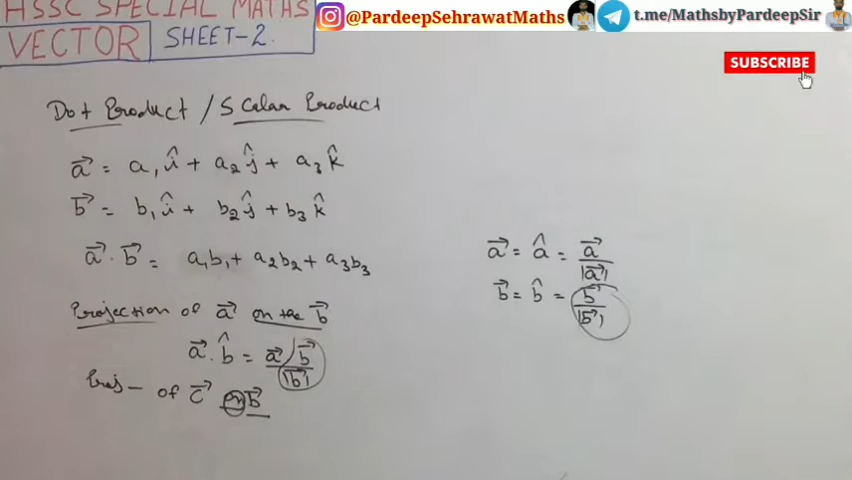 HSSC SPECIAL MATHS
VECTOR SHEET-2.
@PardeepSehrawatMaths
t.me/MathsbyPardeepSir
SUBSCRIBE
Dot Product / Scalar Product
a⃗ = a₁î + a₂ĵ + a₃k̂
b⃗ = b₁î + b₂ĵ + b₃k̂
a⃗ . b⃗ = a₁b₁ + a₂b₂ + a₃b₃
Projection of a⃗ on the b⃗
a⃗ . b̂ = a⃗ / b⃗ / |b⃗|
Proj- of c⃗ on b⃗
a⃗ = â = a⃗ / |a⃗|
b⃗ = b̂ = b⃗ / |b⃗|